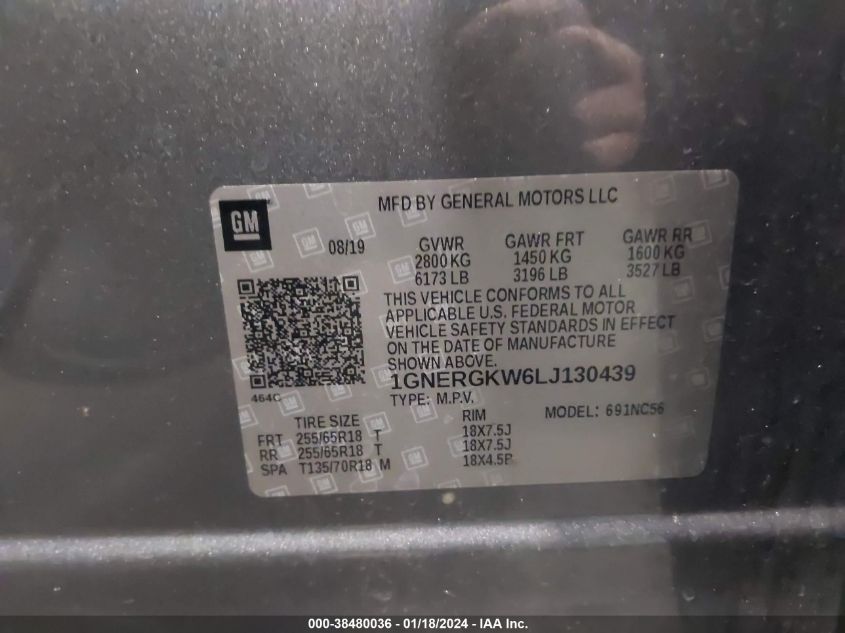 GM
MFD BY GENERAL MOTORS LLC
08/19
GVWR GAWR FRT GAWR RR
2800 KG 1450 KG 1600 KG
6173 LB 3196 LB 3527 LB
THIS VEHICLE CONFORMS TO ALL
APPLICABLE U.S. FEDERAL MOTOR
VEHICLE SAFETY STANDARDS IN EFFECT
ON THE DATE OF MANUFACTURE
SHOWN ABOVE.
1GNERGKW6LJ130439
464C
TYPE: M.P.V. MODEL: 691NC56
TIRE SIZE RIM
FRT 255/65R18 T 18X7.5J
RR 255/65R18 T 18X7.5J
SPA T135/70R18 M 18X4.5P
000-38480036 - 01/18/2024 - IAA Inc.